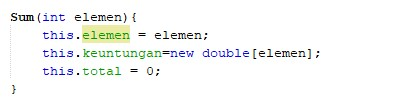 Sum(int elemen){
this.elemen = elemen;
this.keuntungan=new double[elemen];
this.total = 0;
}